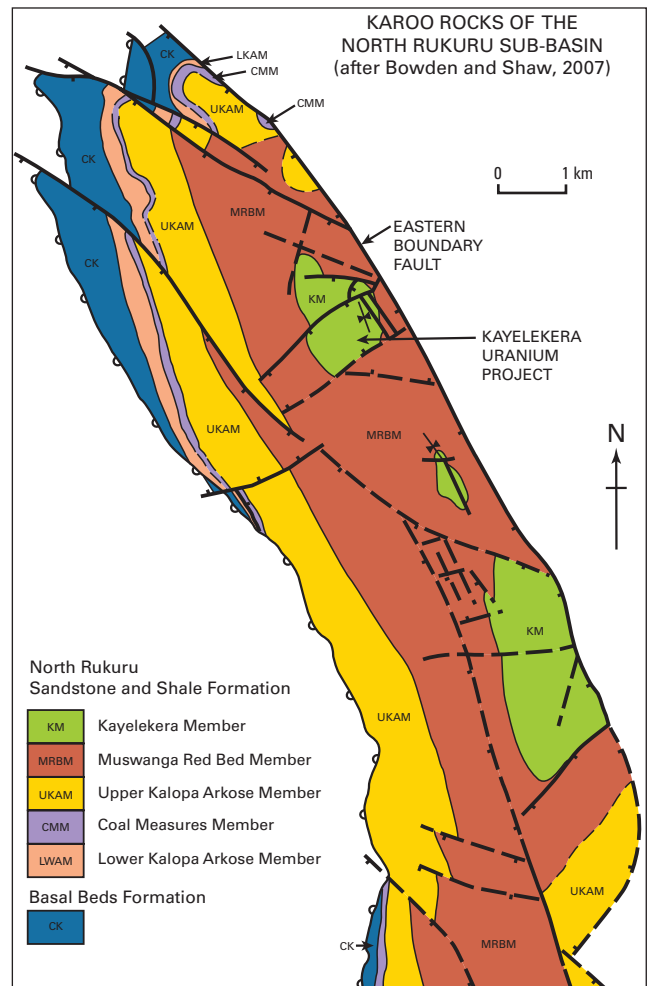 KAROO ROCKS OF THE
NORTH RUKURU SUB-BASIN
(after Bowden and Shaw, 2007)
CK
LKAM
CMM
UKAM
CMM
0 1 km
CK
MRBM
EASTERN
BOUNDARY
FAULT
UKAM
CK
KM
KAYELEKERA
URANIUM
PROJECT
UKAM
MRBM
N
KM
UKAM
North Rukuru
Sandstone and Shale Formation
KM Kayelekera Member
MRBM Muswanga Red Bed Member
UKAM Upper Kalopa Arkose Member
CMM Coal Measures Member
LWAM Lower Kalopa Arkose Member
Basal Beds Formation
CK
UKAM
CK
MRBM